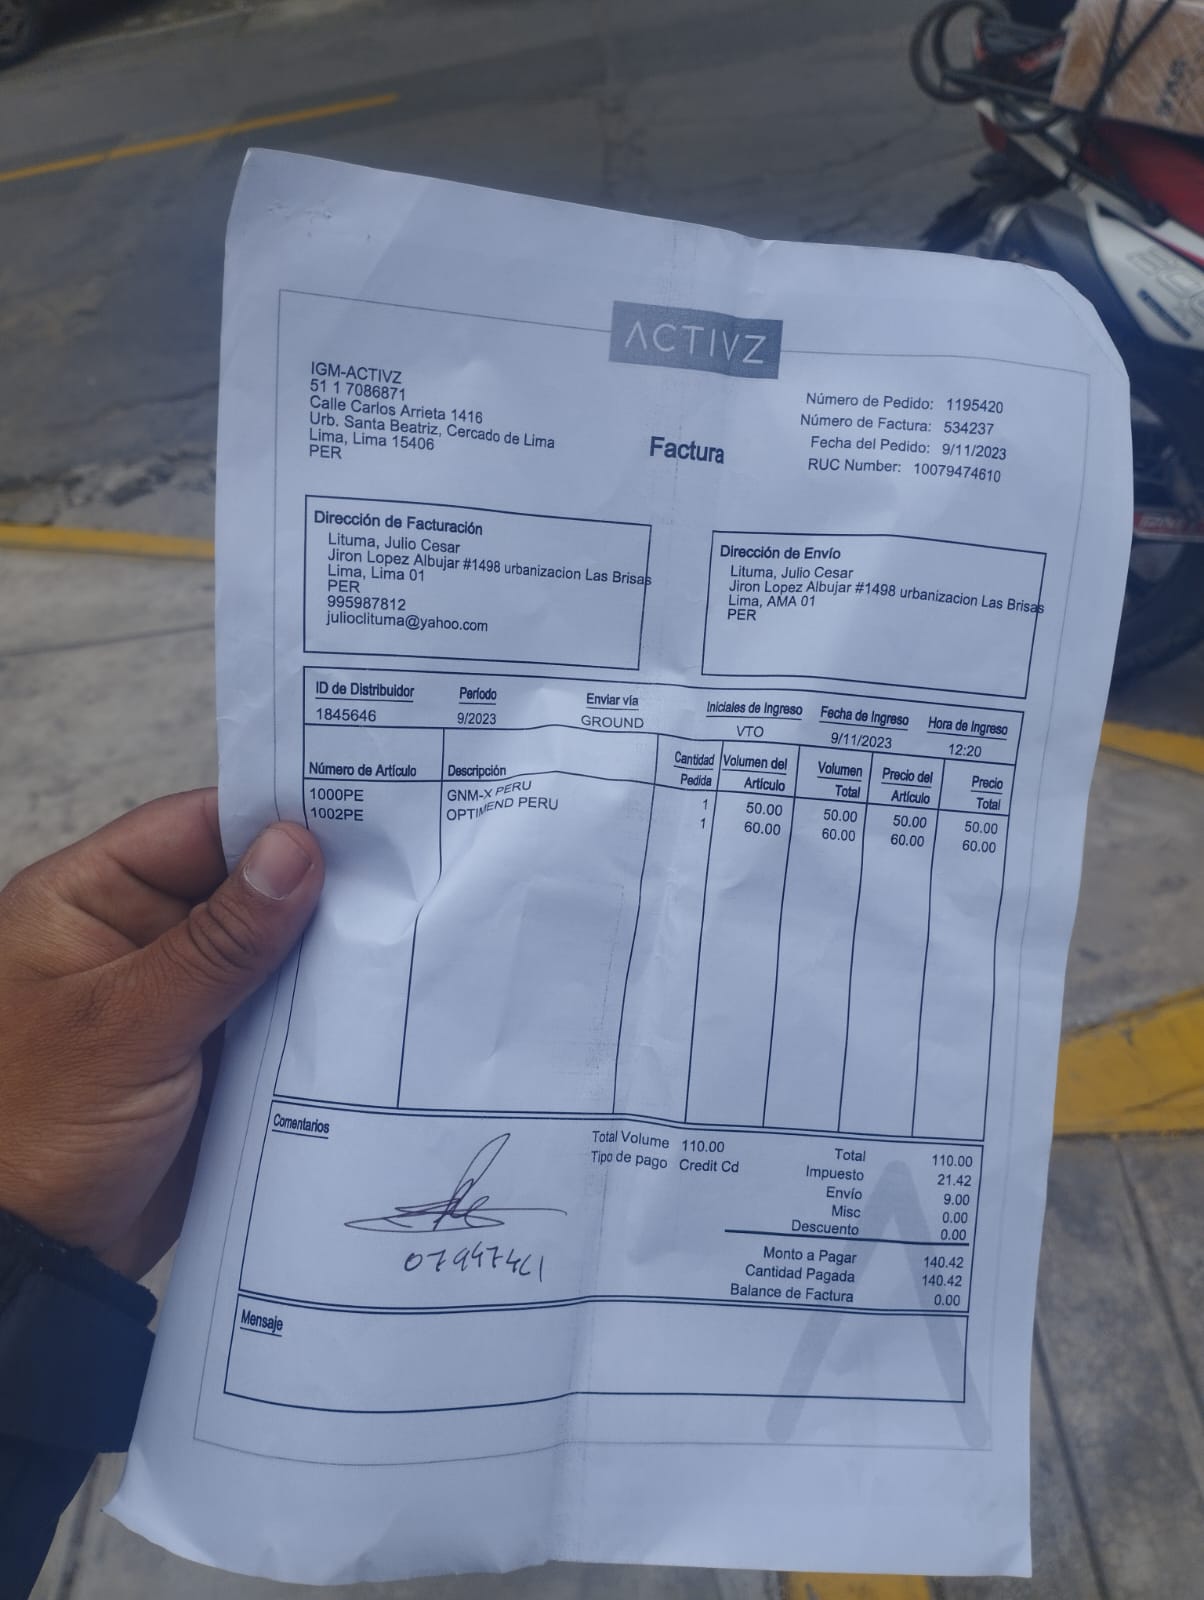 ACTIVZ
IGM-ACTIVZ
51 1 7086871
Calle Carlos Arrieta 1416
Urb. Santa Beatriz, Cercado de Lima
Lima, Lima 15406
PER
Factura
Número de Pedido: 1195420
Número de Factura: 534237
Fecha del Pedido: 9/11/2023
RUC Number: 10079474610
Dirección de Facturación
Lituma, Julio Cesar
Jiron Lopez Albujar #1498 urbanizacion Las Brisas
Lima, Lima 01
PER
995987812
julioclituma@yahoo.com
Dirección de Envío
Lituma, Julio Cesar
Jiron Lopez Albujar #1498 urbanizacion Las Brisas
Lima, AMA 01
PER
ID de Distribuidor Período Enviar vía Iniciales de Ingreso Fecha de Ingreso Hora de Ingreso
1845646 9/2023 GROUND VTO 9/11/2023 12:20
Número de Artículo Descripción Cantidad Pedida Volumen del Artículo Volumen Total Precio del Artículo Precio Total
1000PE GNM-X PERU 1 50.00 50.00 50.00 50.00
1002PE OPTIMEND PERU 1 60.00 60.00 60.00 60.00
Comentarios
07947461
Total Volume 110.00
Tipo de pago Credit Cd
Total 110.00
Impuesto 21.42
Envío 9.00
Misc 0.00
Descuento 0.00
Monto a Pagar 140.42
Cantidad Pagada 140.42
Balance de Factura 0.00
Mensaje